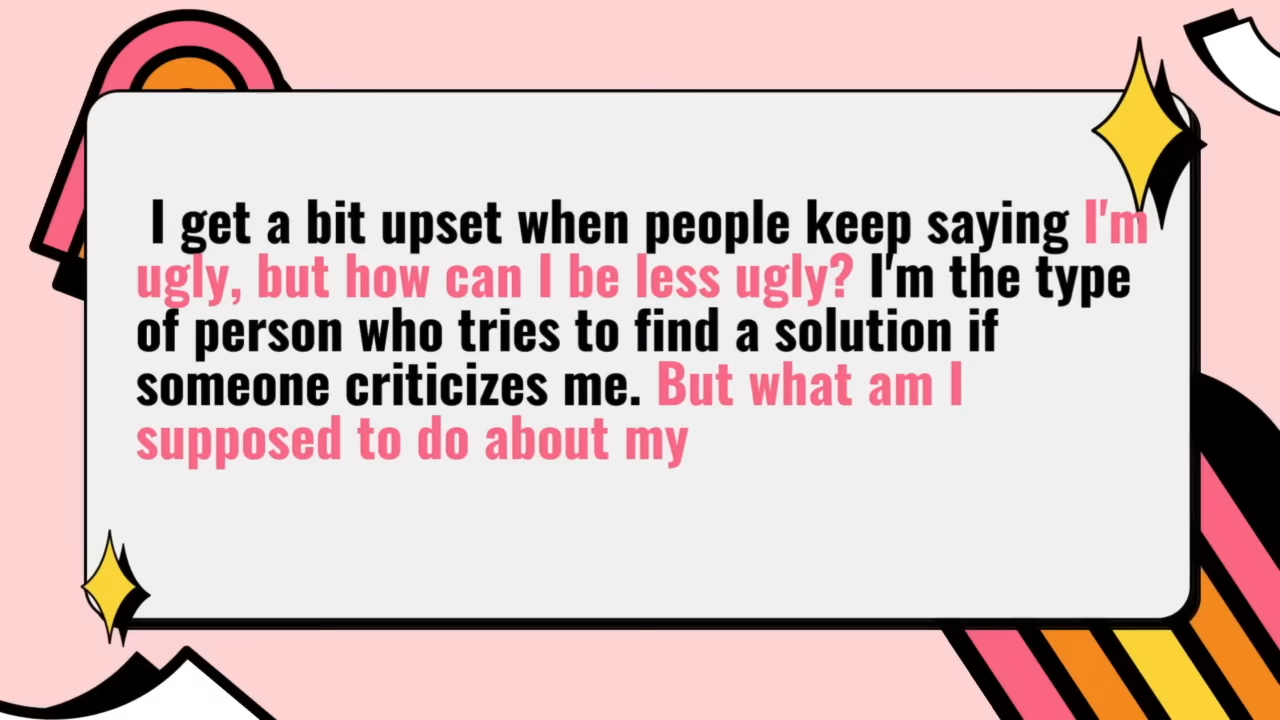 I get a bit upset when people keep saying I'm
ugly, but how can I be less ugly? I'm the type
of person who tries to find a solution if
someone criticizes me. But what am I
supposed to do about my